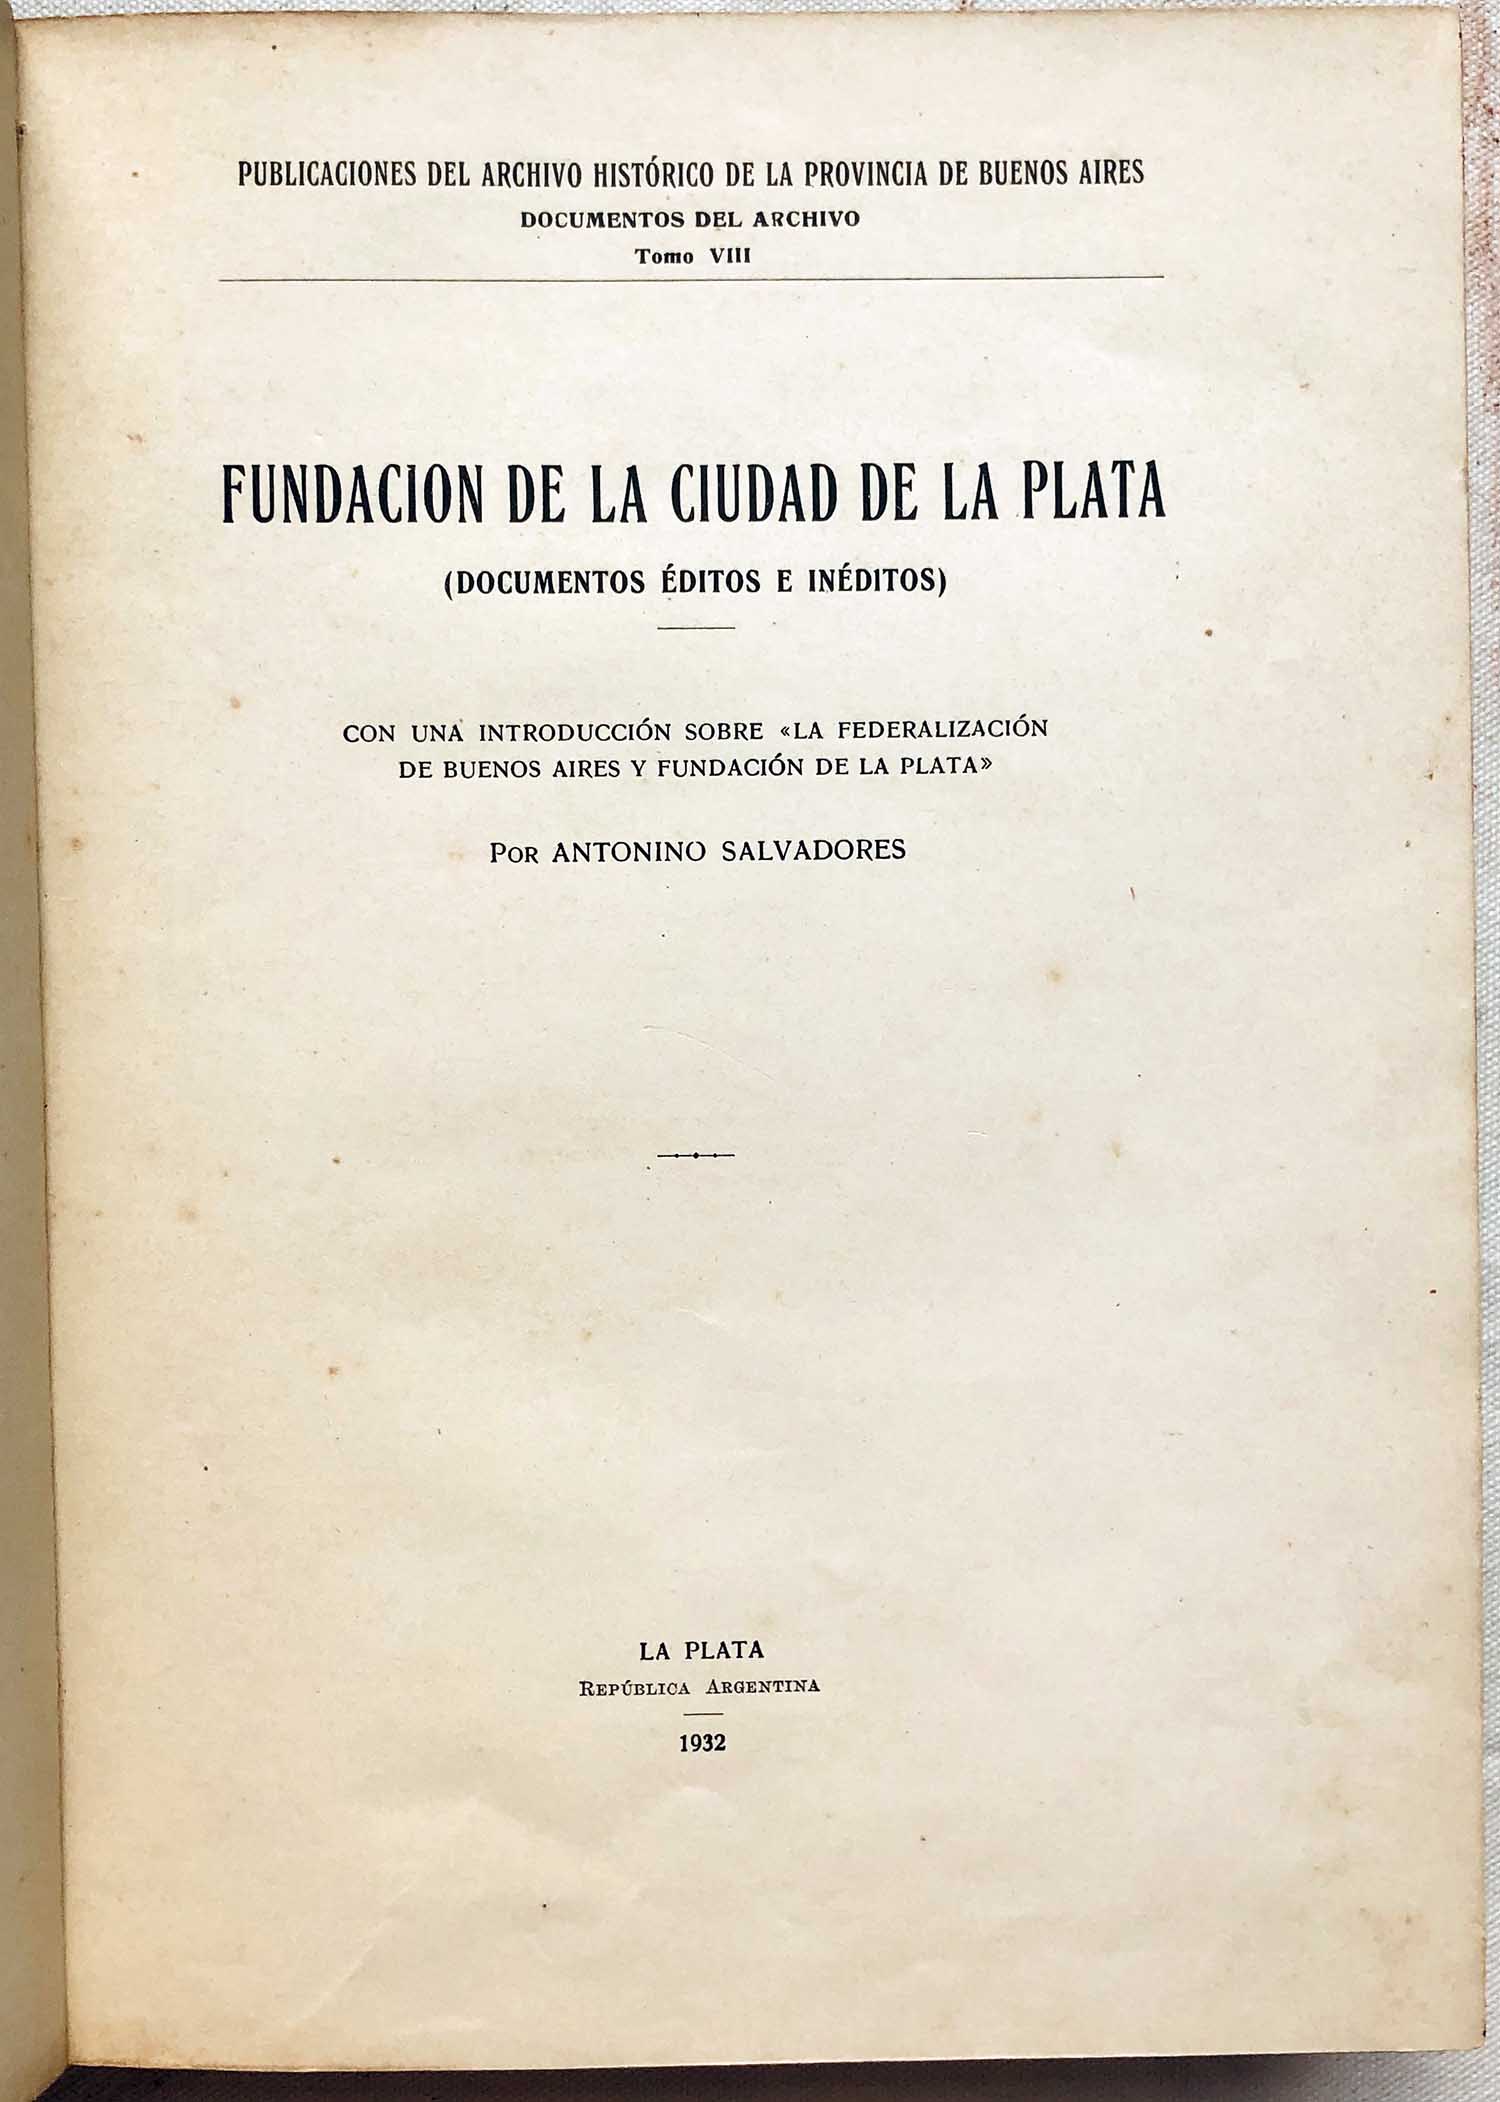 PUBLICACIONES DEL ARCHIVO HISTÓRICO DE LA PROVINCIA DE BUENOS AIRES
DOCUMENTOS DEL ARCHIVO
Tomo VIII
FUNDACION DE LA CIUDAD DE LA PLATA
(DOCUMENTOS ÉDITOS E INÉDITOS)
CON UNA INTRODUCCIÓN SOBRE «LA FEDERALIZACIÓN
DE BUENOS AIRES Y FUNDACIÓN DE LA PLATA»
POR ANTONINO SALVADORES
LA PLATA
REPÚBLICA ARGENTINA
1932